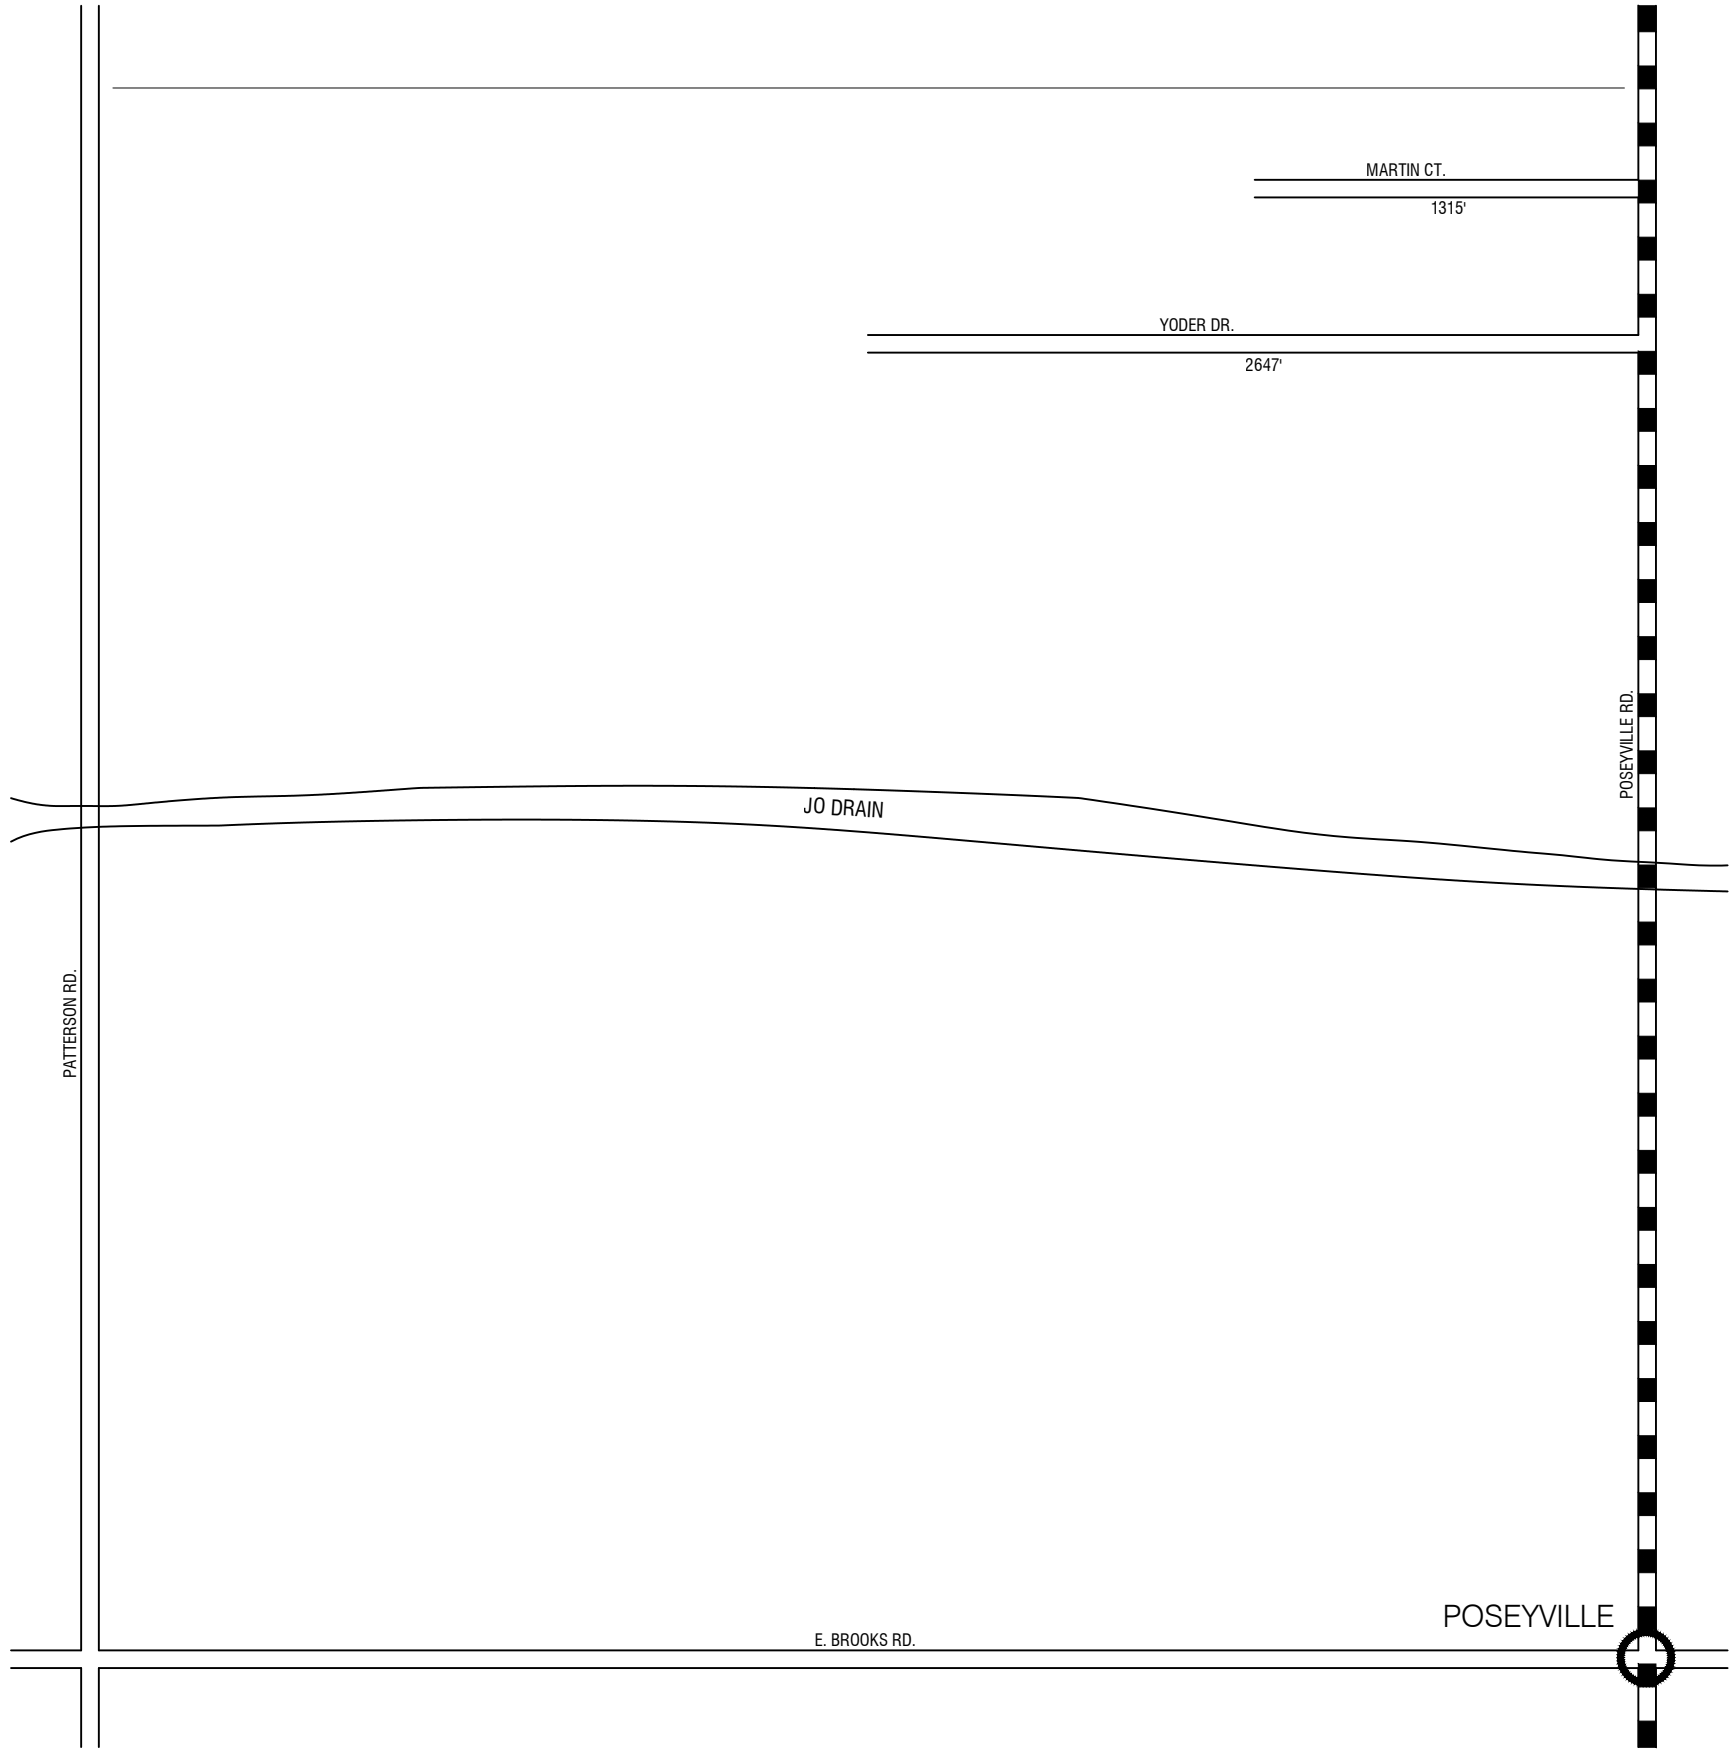 MARTIN CT.
1315'
YODER DR.
2647'
POSEYVILLE RD.
JO DRAIN
PATTERSON RD.
POSEYVILLE
E. BROOKS RD.